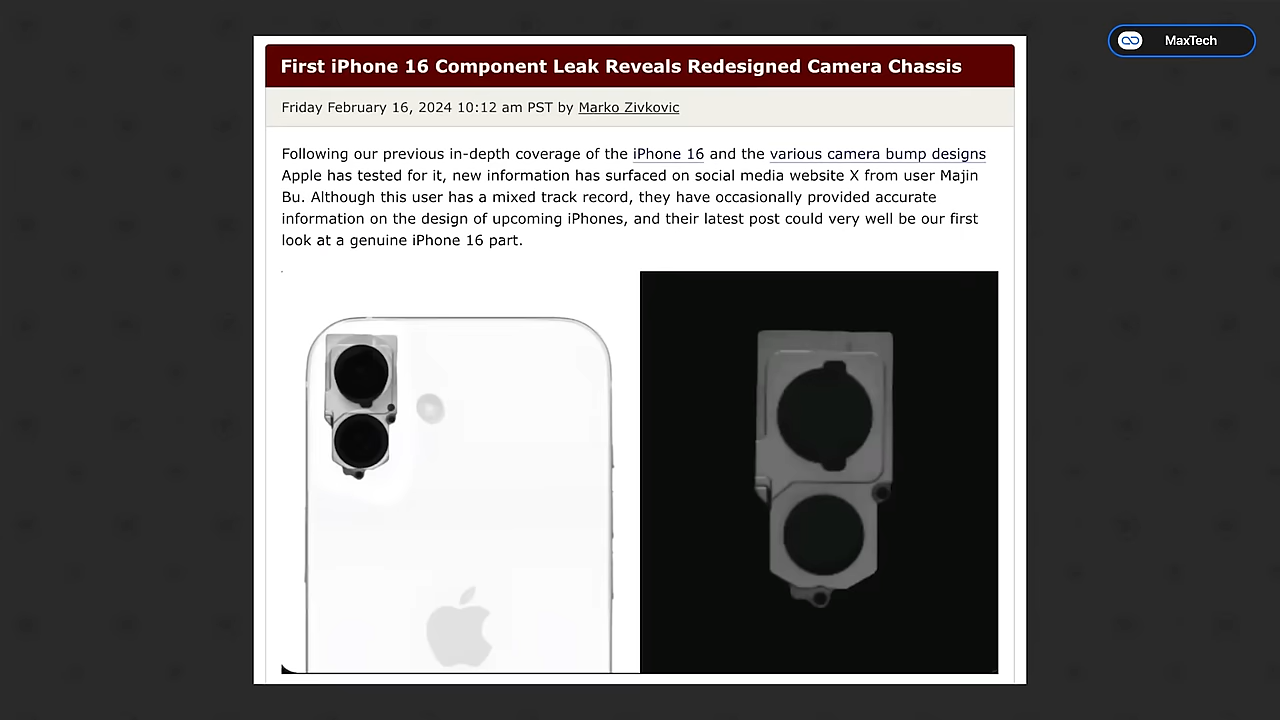 MaxTech
First iPhone 16 Component Leak Reveals Redesigned Camera Chassis
Friday February 16, 2024 10:12 am PST by Marko Zivkovic
Following our previous in-depth coverage of the iPhone 16 and the various camera bump designs
Apple has tested for it, new information has surfaced on social media website X from user Majin
Bu. Although this user has a mixed track record, they have occasionally provided accurate
information on the design of upcoming iPhones, and their latest post could very well be our first
look at a genuine iPhone 16 part.